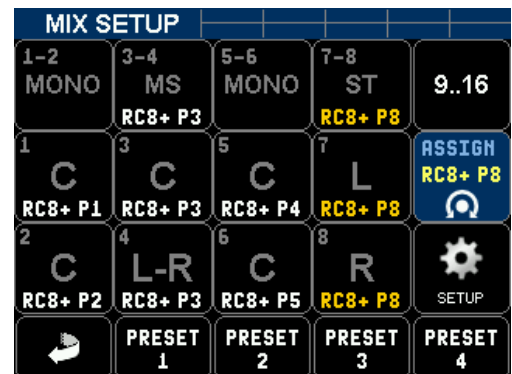 MIX SETUP
1-2
3-4
5-6
7-8
MONO
MS
MONO
ST
9..16
RC8+ P3
RC8+ P8
1
3
5
7
ASSIGN
C
C
C
L
RC8+ P8
RC8+ P1
RC8+ P3
RC8+ P4
RC8+ P8
2
4
6
8
C
L-R
C
R
RC8+ P2
RC8+ P3
RC8+ P5
RC8+ P8
SETUP
PRESET
1
PRESET
2
PRESET
3
PRESET
4